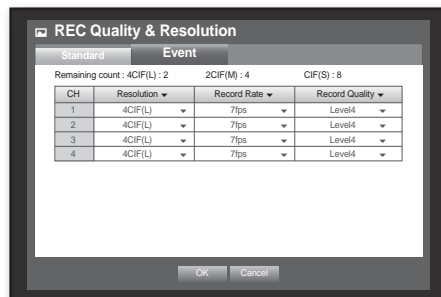 REC Quality & Resolution
Standard Event
Remaining count : 4CIF(L) : 2 2CIF(M) : 4 CIF(S) : 8
CH Resolution Record Rate Record Quality
1 4CIF(L) 7fps Level4
2 4CIF(L) 7fps Level4
3 4CIF(L) 7fps Level4
4 4CIF(L) 7fps Level4
OK Cancel